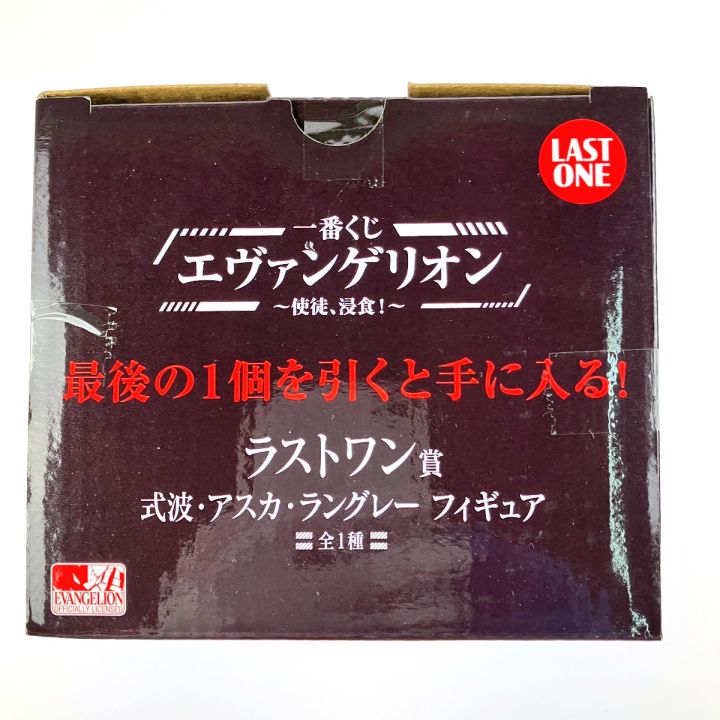 LAST
ONE
一番くじ
エヴァンゲリオン
～使徒、浸食!～
最後の1個を引くと手に入る!
ラストワン賞
式波・アスカ・ラングレー フィギュア
全1種
EVANGELION
OFFICIALLY LICENSED